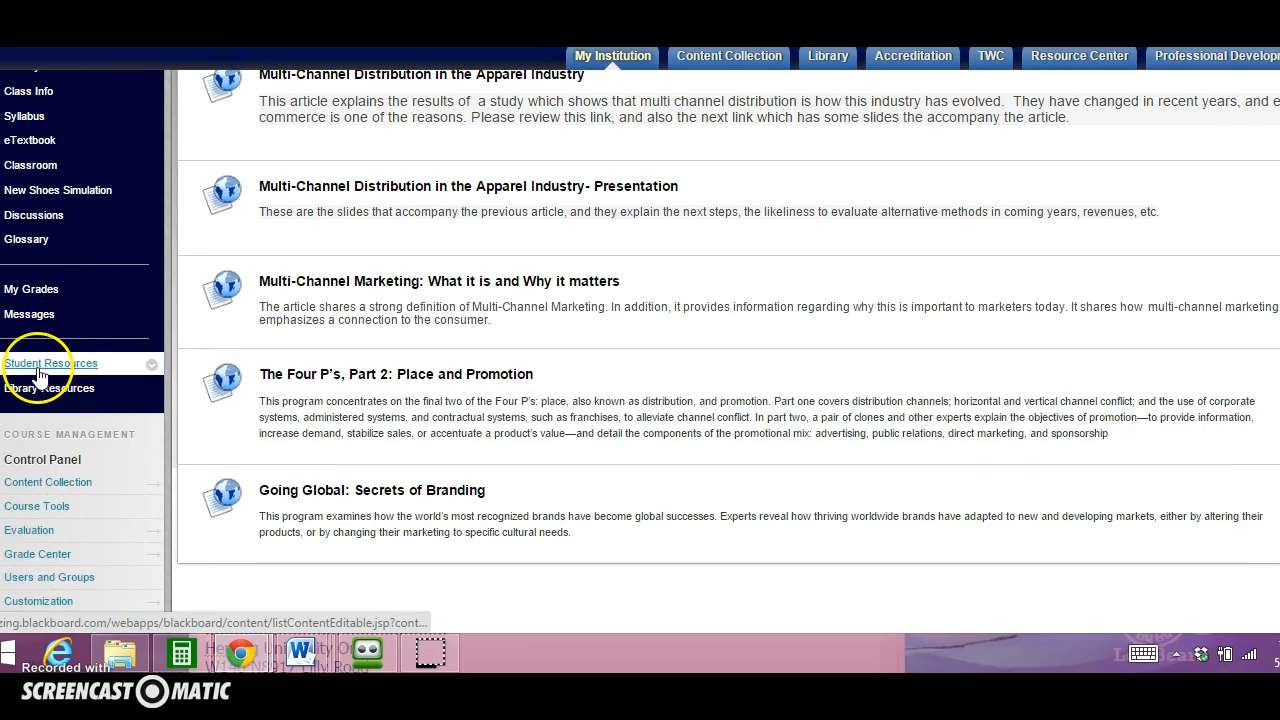 My Institution
Content Collection
Library
Accreditation
TWC
Resource Center
Professional Develop
Class Info
Syllabus
eTextbook
Classroom
New Shoes Simulation
Discussions
Glossary
My Grades
Messages
Student Resources
Library Resources
COURSE MANAGEMENT
Control Panel
Content Collection
Course Tools
Evaluation
Grade Center
Users and Groups
Customization
Multi-Channel Distribution in the Apparel Industry
This article explains the results of a study which shows that multi channel distribution is how this industry has evolved. They have changed in recent years, and e
commerce is one of the reasons. Please review this link, and also the next link which has some slides the accompany the article.
Multi-Channel Distribution in the Apparel Industry- Presentation
These are the slides that accompany the previous article, and they explain the next steps, the likeliness to evaluate alternative methods in coming years, revenues, etc.
Multi-Channel Marketing: What it is and Why it matters
The article shares a strong definition of Multi-Channel Marketing. In addition, it provides information regarding why this is important to marketers today. It shares how multi-channel marketing
emphasizes a connection to the consumer.
The Four P's, Part 2: Place and Promotion
This program concentrates on the final two of the Four P's: place, also known as distribution, and promotion. Part one covers distribution channels; horizontal and vertical channel conflict; and the use of corporate
systems, administered systems, and contractual systems, such as franchises, to alleviate channel conflict. In part two, a pair of clones and other experts explain the objectives of promotion—to provide information,
increase demand, stabilize sales, or accentuate a product's value—and detail the components of the promotional mix: advertising, public relations, direct marketing, and sponsorship
Going Global: Secrets of Branding
This program examines how the world's most recognized brands have become global successes. Experts reveal how thriving worldwide brands have adapted to new and developing markets, either by altering their
products, or by changing their marketing to specific cultural needs.
zing.blackboard.com/webapps/blackboard/content/listContentEditable.jsp?cont...
Recorded with
SCREENCAST MATIC